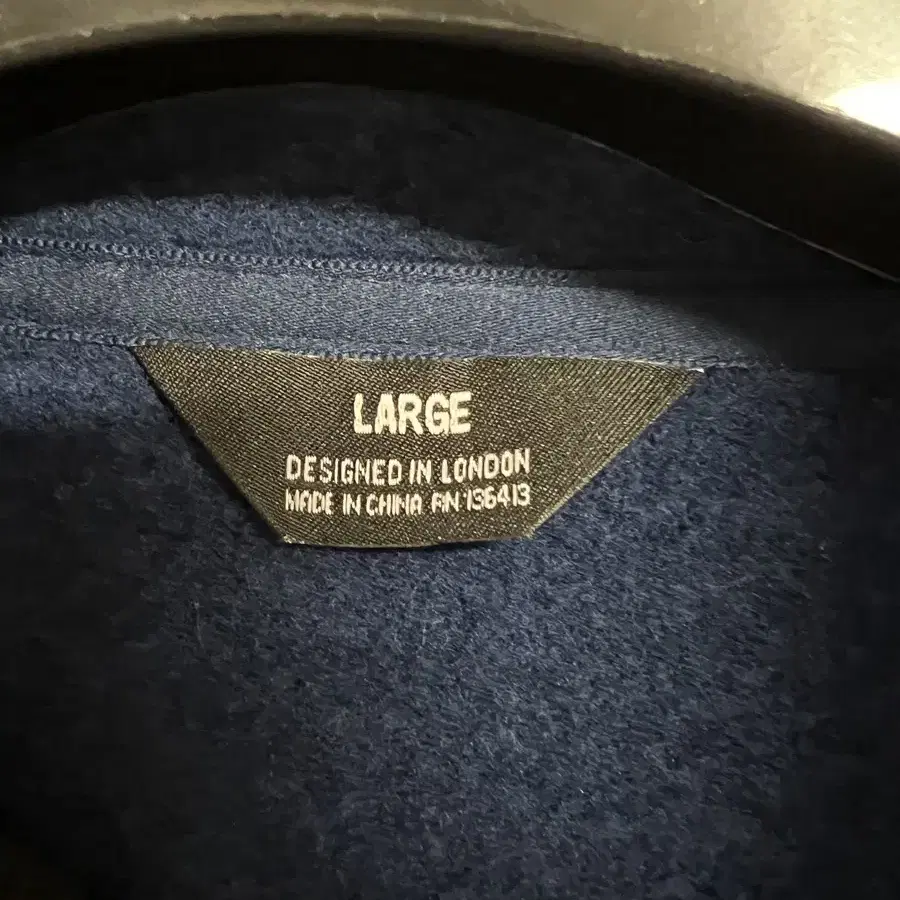 LARGE
DESIGNED IN LONDON
MADE IN CHINA RN 136413